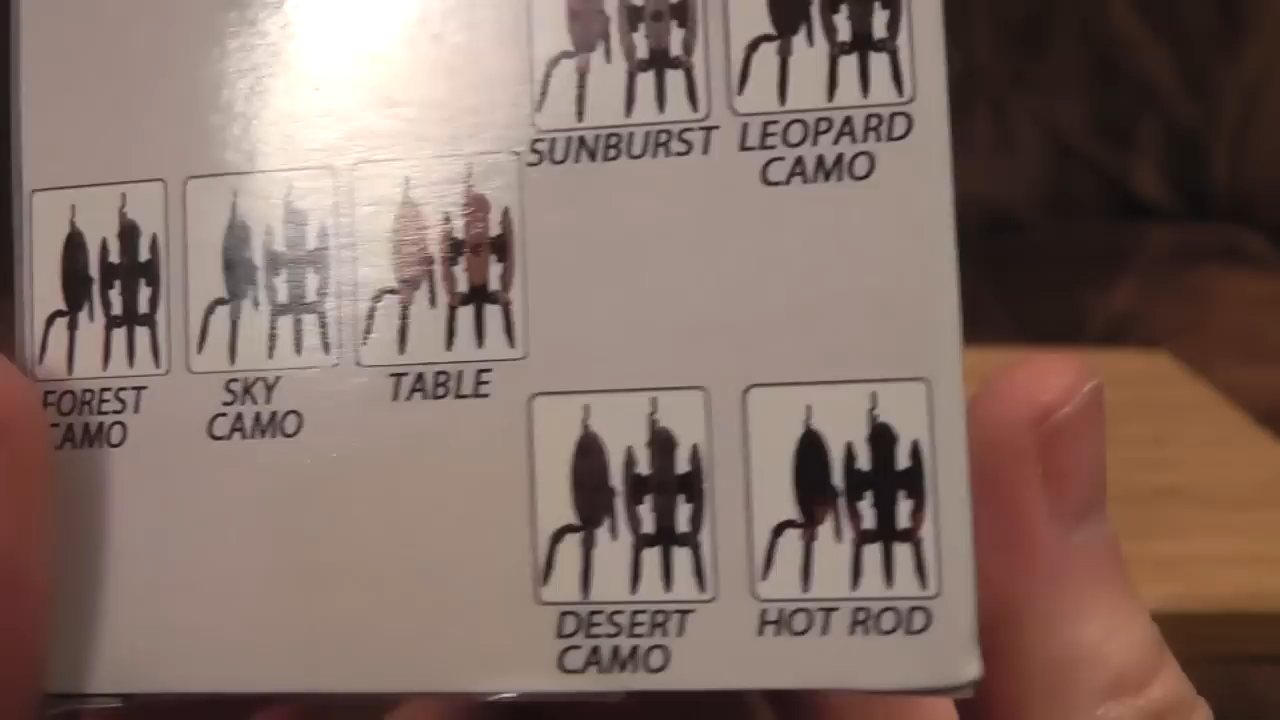 SUNBURST
LEOPARD
CAMO
FOREST
CAMO
SKY
CAMO
TABLE
DESERT
CAMO
HOT ROD